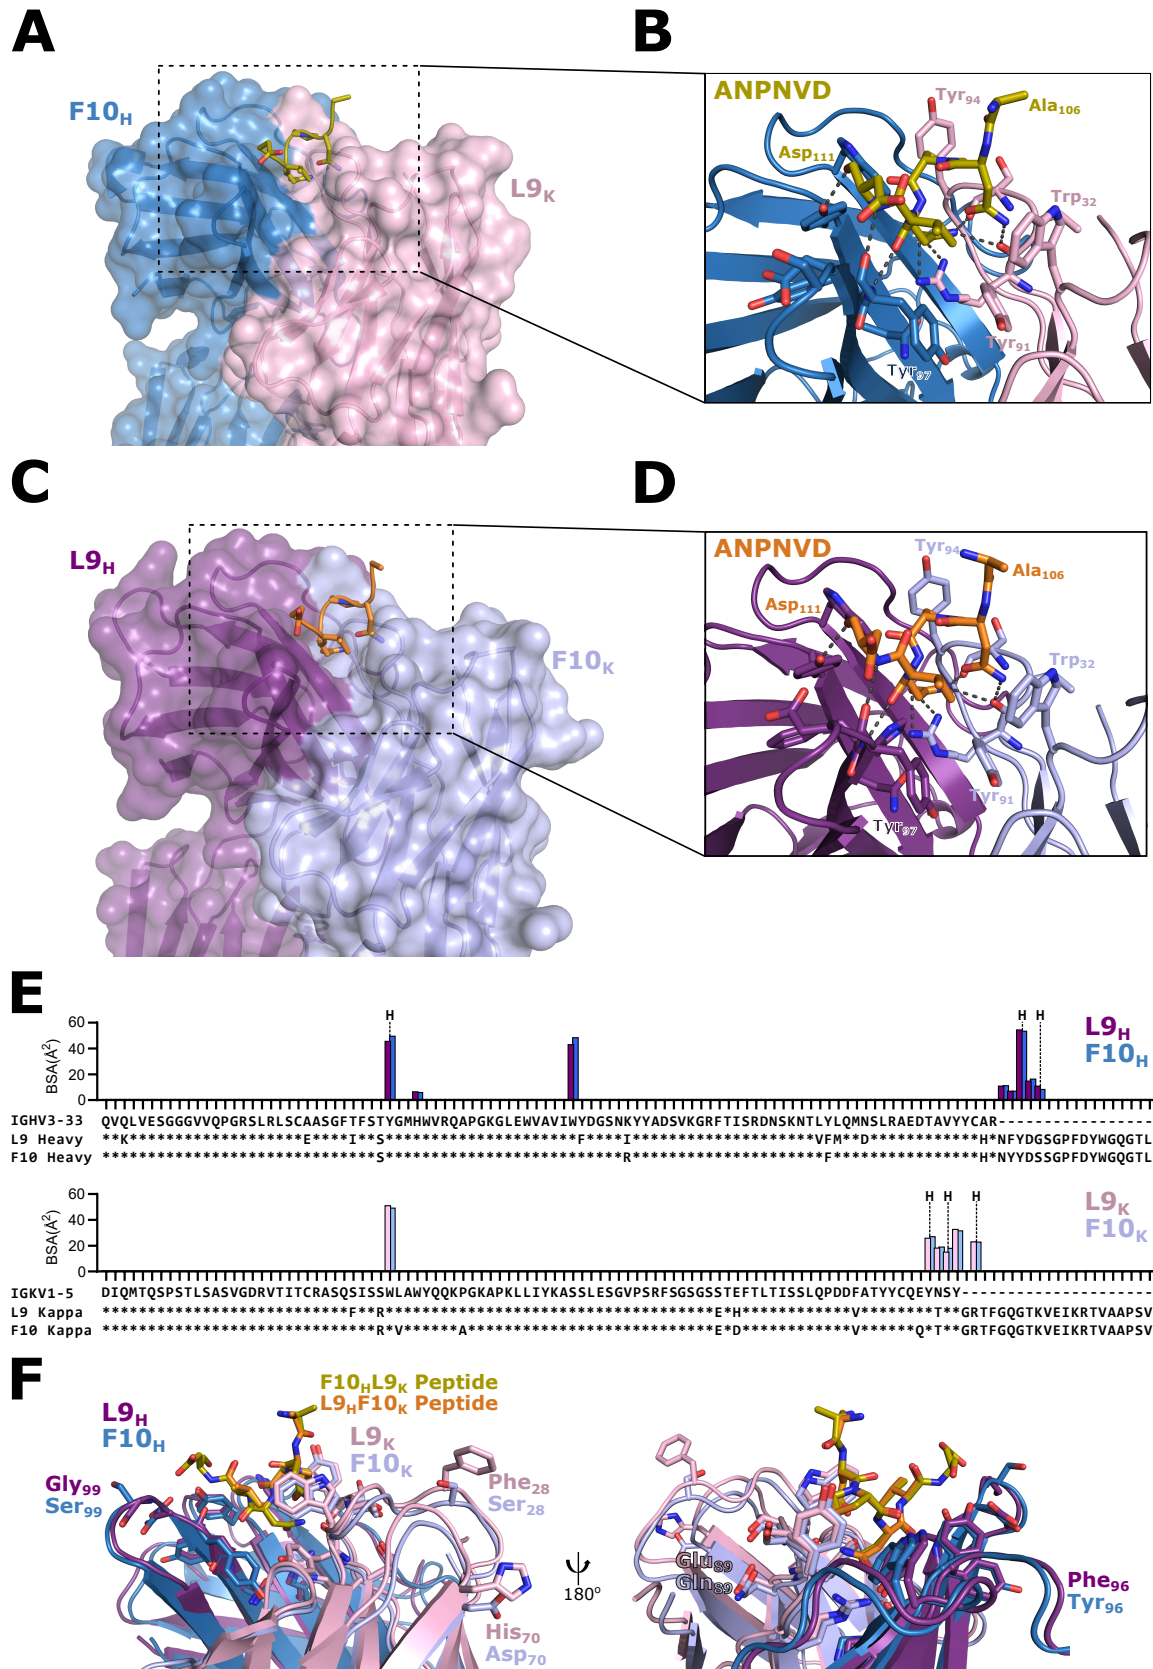 A
B
F10H
L9K
ANPNVD
Tyr94
Ala106
Asp111
Trp32
Tyr91
Tyr97
C
D
L9H
F10K
ANPNVD
Tyr94
Ala106
Asp111
Trp32
Tyr91
Tyr97
E
60
40
20
0
BSA(Å2)
H
H H
L9H
F10H
IGHV3-33 QVQLVESGGGVVQPGRSLRLSCAASGFTFSTYGMHWVRQAPGKGLEWVAVIWYDGSNKYYADSVKGRFTISRDNSKNTLYLQMNSLRAEDTAVYYCAR-----------------
L9 Heavy **K*******************E****I**S*********************F****I********************VFM**D************H*NFYDGSGPFDYWGQGTL
F10 Heavy ******************************S**************************R*********************F****************H*NYYDSSGPFDYWGQGTL
60
40
20
0
BSA(Å2)
H H H
L9K
F10K
IGKV1-5 DIQMTQSPSTLSASVGDRVTITCRASQSISSWLAWYQQKPGKAPKLLIYKASSLESGVPSRFSGSGSGTEFTLTISSLQPDDFATYYCQEYNSY---------------------
L9 Kappa ***************************F**R************************************E*H************V********T**GRTFGQGTKVEIKRTVAAPSV
F10 Kappa ******************************R*V******A***************************E*D************V******Q*T**GRTFGQGTKVEIKRTVAAPSV
F
F10HL9K Peptide
L9HF10K Peptide
L9H
F10H
L9K
F10K
Gly99
Ser99
Phe28
Ser28
His70
Asp70
180o
Glu89
Gln89
Phe96
Tyr96